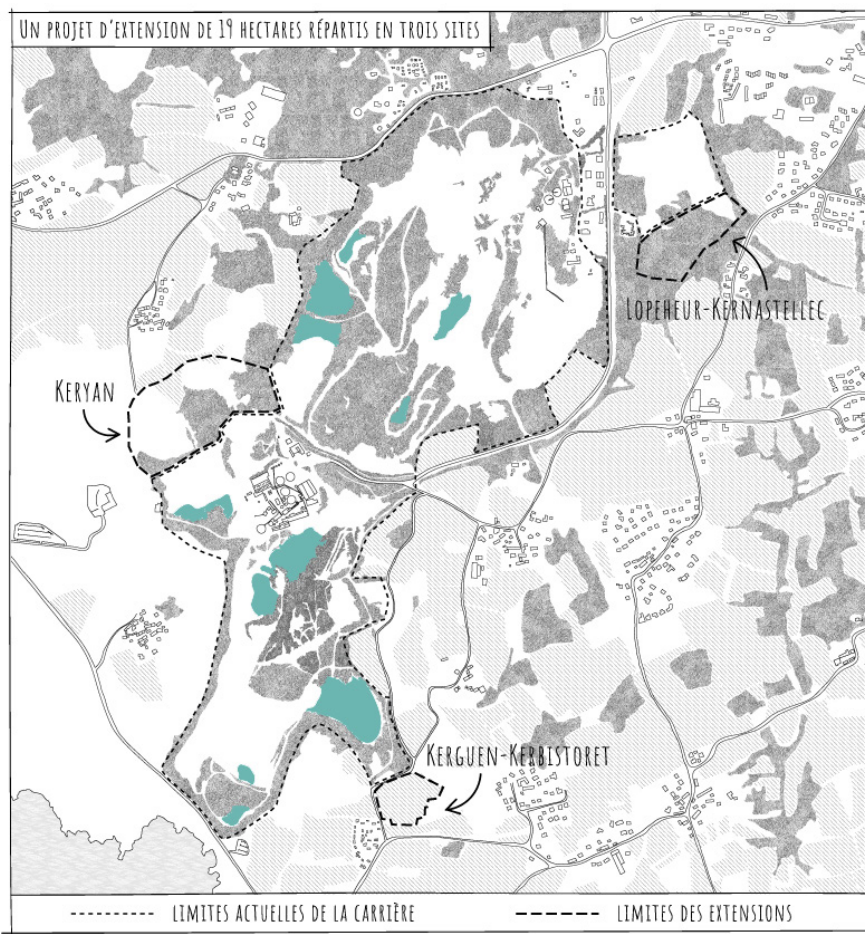 UN PROJET D'EXTENSION DE 19 HECTARES RÉPARTIS EN TROIS SITES
LOPEHEUR-KERNASTELLEC
KERYAN
KERGUEN-KERBISTORET
LIMITES ACTUELLES DE LA CARRIÈRE
LIMITES DES EXTENSIONS